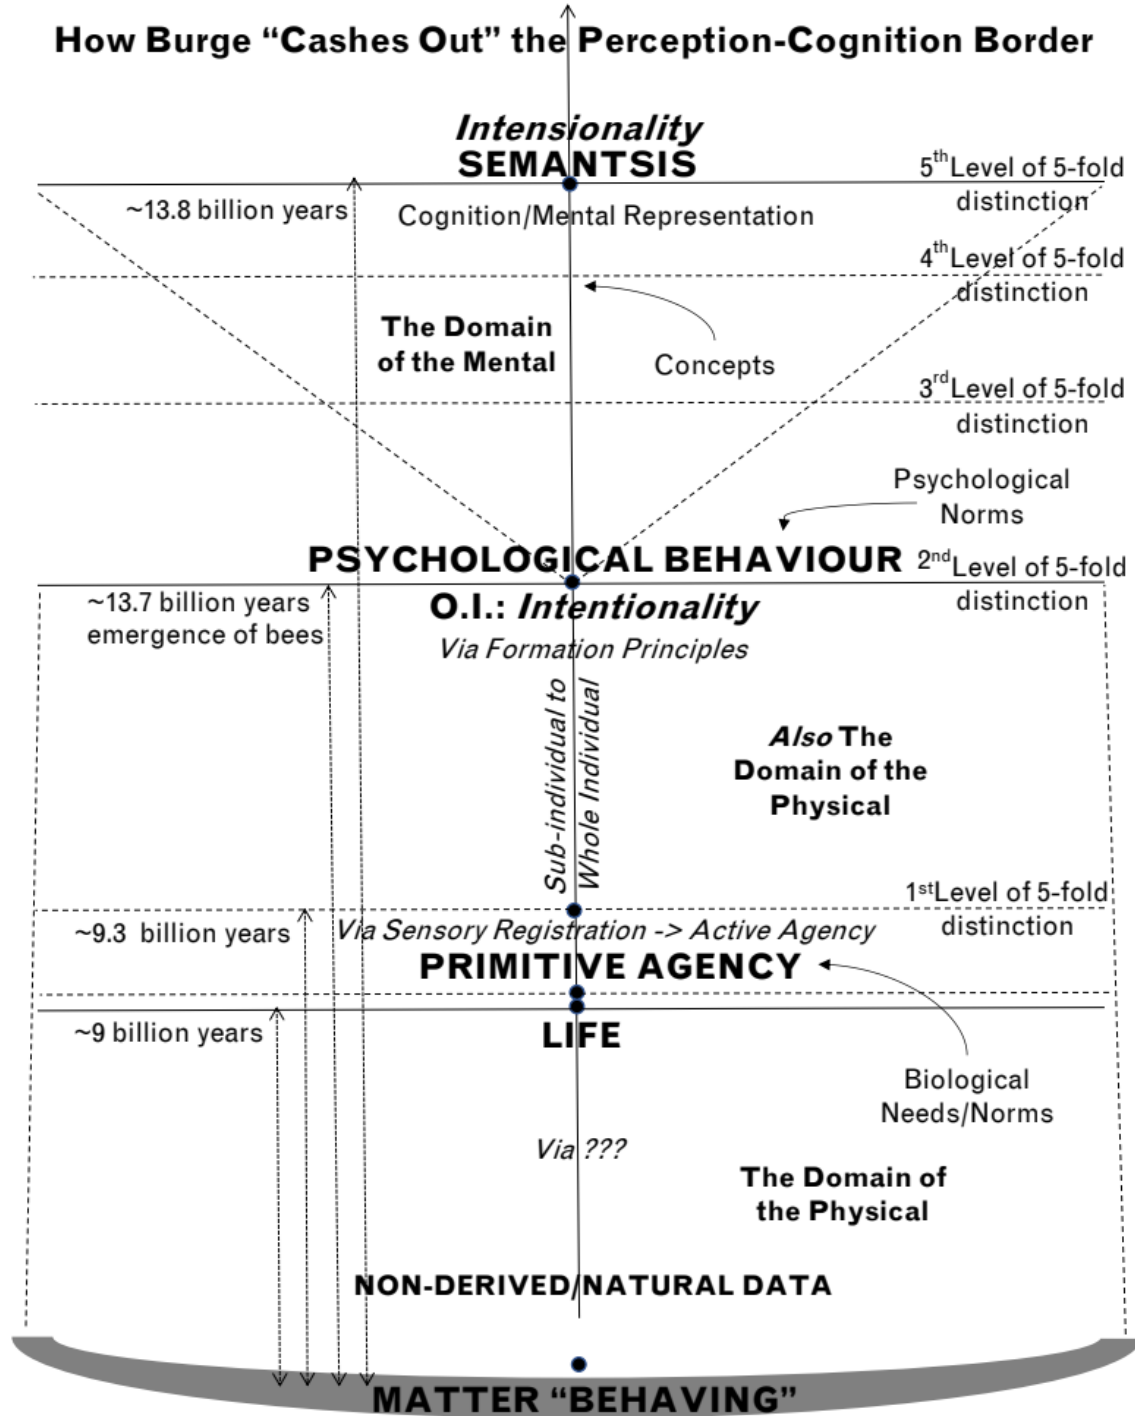 How Burge “Cashes Out” the Perception-Cognition Border
Intensionality
SEMANTSIS
5th Level of 5-fold
distinction
~13.8 billion years
Cognition/Mental Representation
4th Level of 5-fold
distinction
The Domain
of the Mental
Concepts
3rd Level of 5-fold
distinction
Psychological
Norms
PSYCHOLOGICAL BEHAVIOUR
2nd Level of 5-fold
distinction
~13.7 billion years
emergence of bees
O.I.: Intentionality
Via Formation Principles
Sub-individual to
Whole Individual
Also The
Domain of the
Physical
1st Level of 5-fold
distinction
~9.3 billion years
Via Sensory Registration -> Active Agency
PRIMITIVE AGENCY
~9 billion years
LIFE
Biological
Needs/Norms
Via ???
The Domain of
the Physical
NON-DERIVED/NATURAL DATA
MATTER “BEHAVING”